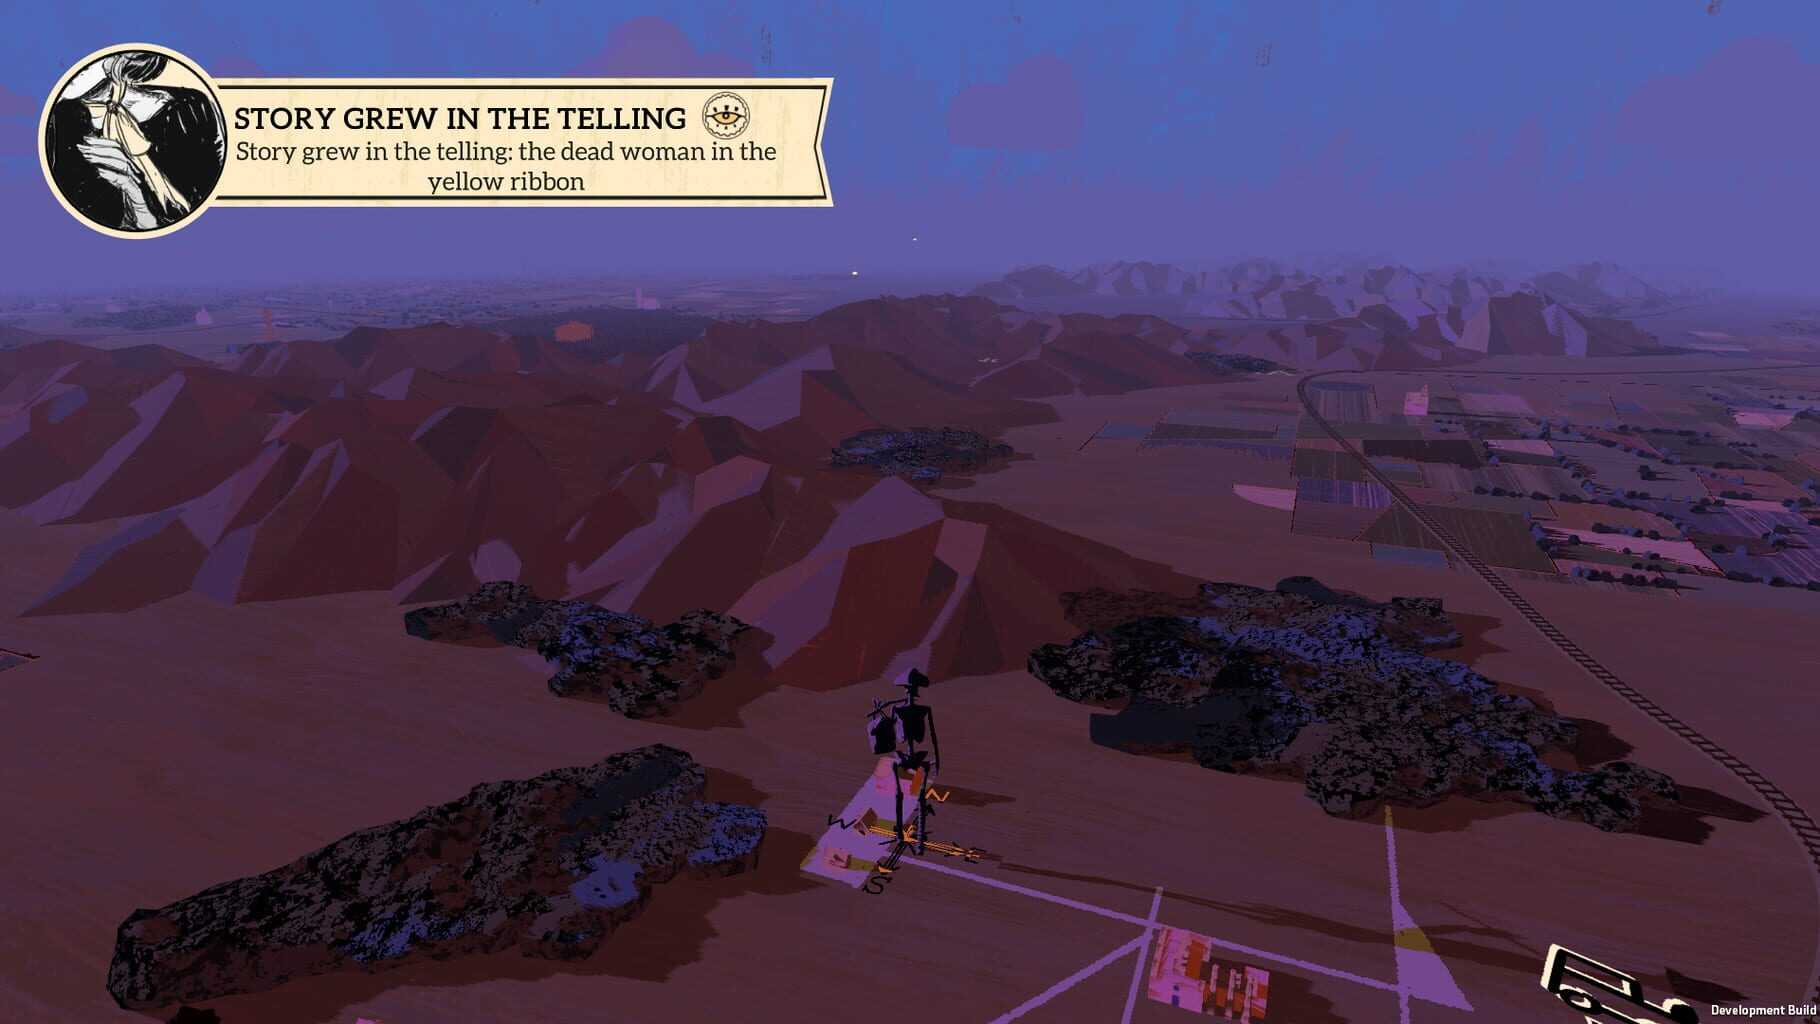 STORY GREW IN THE TELLING
Story grew in the telling: the dead woman in the
yellow ribbon
N
W
E
S
Development Build